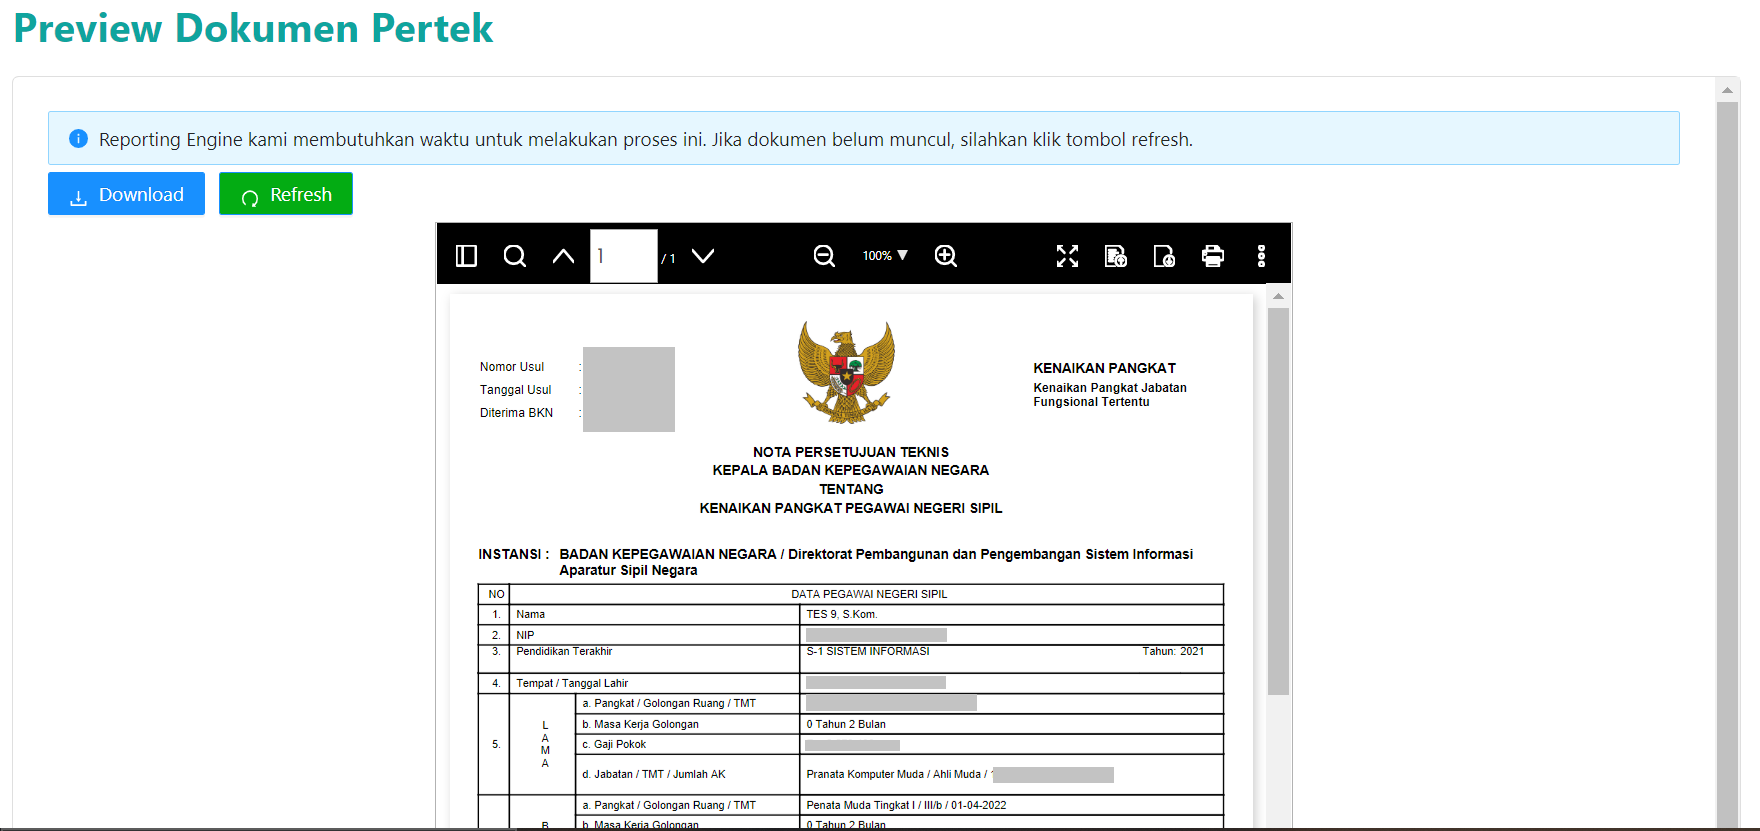 Preview Dokumen Pertek
Reporting Engine kami membutuhkan waktu untuk melakukan proses ini. Jika dokumen belum muncul, silahkan klik tombol refresh.
Download Refresh
1 / 1 100%
Nomor Usul :
Tanggal Usul :
Diterima BKN :
KENAIKAN PANGKAT
Kenaikan Pangkat Jabatan
Fungsional Tertentu
NOTA PERSETUJUAN TEKNIS
KEPALA BADAN KEPEGAWAIAN NEGARA
TENTANG
KENAIKAN PANGKAT PEGAWAI NEGERI SIPIL
INSTANSI : BADAN KEPEGAWAIAN NEGARA / Direktorat Pembangunan dan Pengembangan Sistem Informasi
Aparatur Sipil Negara
NO DATA PEGAWAI NEGERI SIPIL
1. Nama TES 9, S.Kom.
2. NIP
3. Pendidikan Terakhir S-1 SISTEM INFORMASI Tahun: 2021
4. Tempat / Tanggal Lahir
5. L A M A
a. Pangkat / Golongan Ruang / TMT
b. Masa Kerja Golongan 0 Tahun 2 Bulan
c. Gaji Pokok
d. Jabatan / TMT / Jumlah AK Pranata Komputer Muda / Ahli Muda /
a. Pangkat / Golongan Ruang / TMT Penata Muda Tingkat I / III/b / 01-04-2022
B b. Masa Kerja Golongan 0 Tahun 2 Bulan